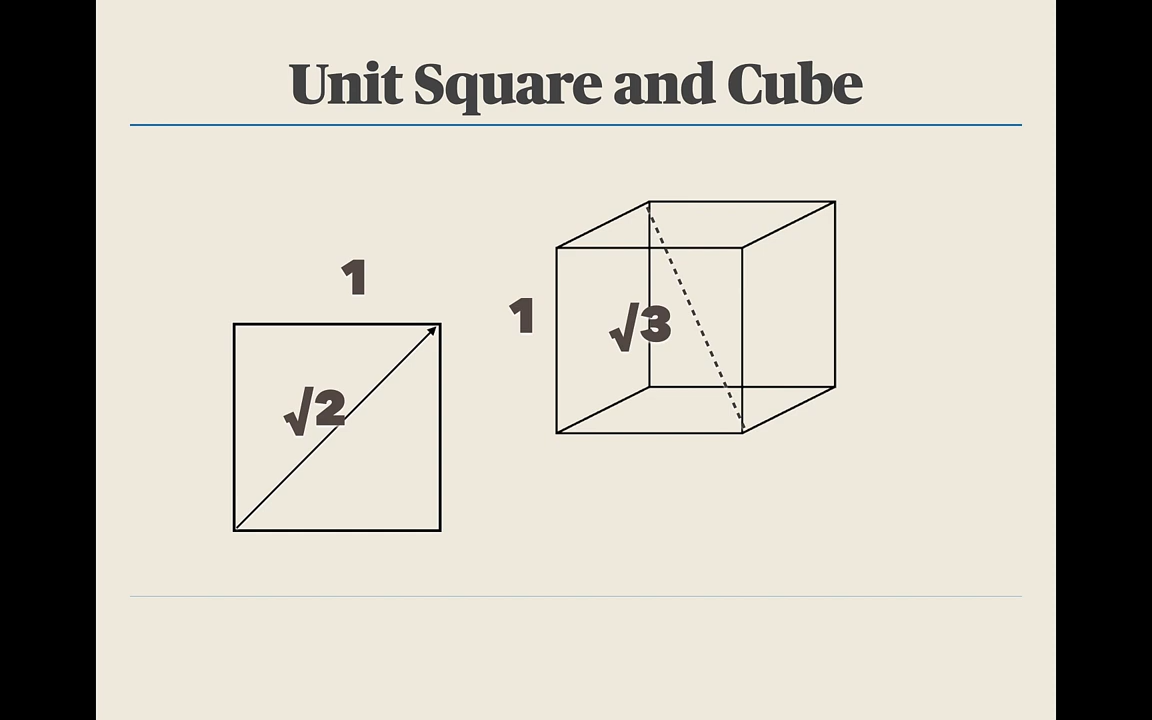 Unit Square and Cube
1
√2
1
√3